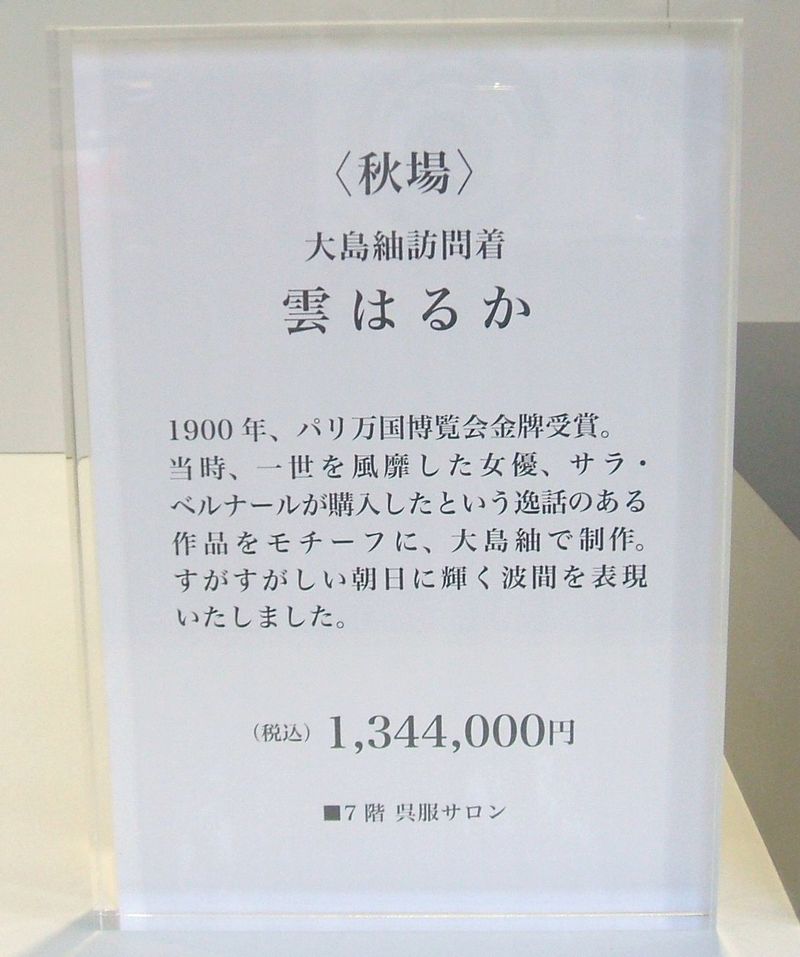 〈秋場〉
大島紬訪問着
雲はるか
1900年、パリ万国博覧会金牌受賞。
当時、一世を風靡した女優、サラ・
ベルナールが購入したという逸話のある
作品をモチーフに、大島紬で制作。
すがすがしい朝日に輝く波間を表現
いたしました。
（税込）1,344,000円
■7階 呉服サロン